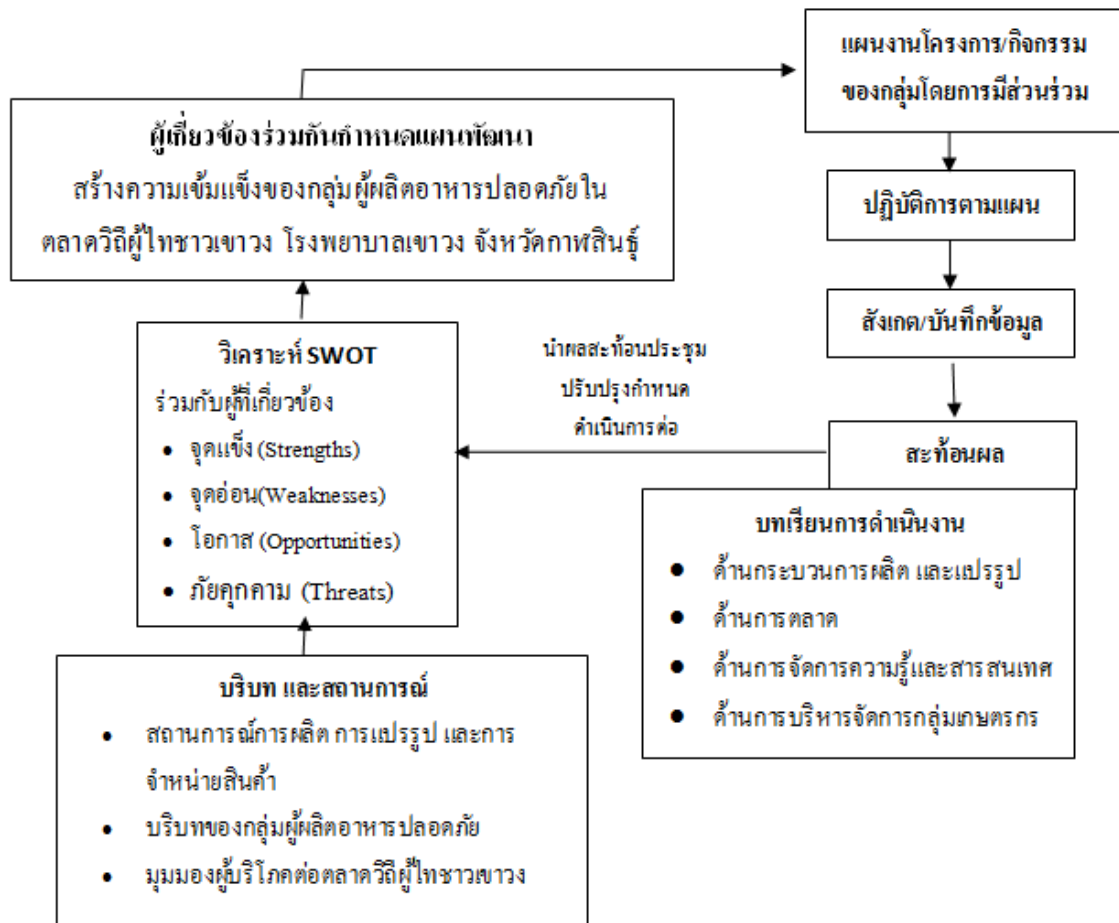 แผนงานโครงการ/กิจกรรม
ของกลุ่มโดยการมีส่วนร่วม
ผู้เกี่ยวข้องร่วมกันกำหนดแผนพัฒนา
สร้างความเข้มแข็งของกลุ่มผู้ผลิตอาหารปลอดภัยใน
ตลาดวิถีผู้ไทชาวเขาวง โรงพยาบาลเขาวง จังหวัดกาฬสินธุ์
ปฏิบัติการตามแผน
สังเกต/บันทึกข้อมูล
วิเคราะห์ SWOT
ร่วมกับผู้ที่เกี่ยวข้อง
• จุดแข็ง (Strengths)
• จุดอ่อน(Weaknesses)
• โอกาส (Opportunities)
• ภัยคุกคาม (Threats)
นำผลสะท้อนประชุม
ปรับปรุงกำหนด
ดำเนินการต่อ
สะท้อนผล
บทเรียนการดำเนินงาน
• ด้านกระบวนการผลิต และแปรรูป
• ด้านการตลาด
• ด้านการจัดการความรู้และสารสนเทศ
• ด้านการบริหารจัดการกลุ่มเกษตรกร
บริบท และสถานการณ์
• สถานการณ์การผลิต การแปรรูป และการ
จำหน่ายสินค้า
• บริบทของกลุ่มผู้ผลิตอาหารปลอดภัย
• มุมมองผู้บริโภคต่อตลาดวิถีผู้ไทชาวเขาวง